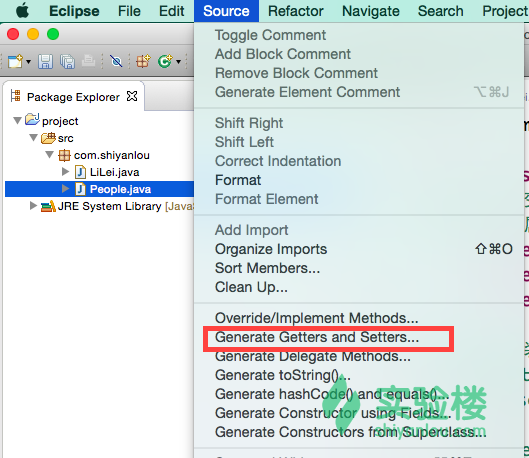 Eclipse File Edit Source Refactor Navigate Search Project
Package Explorer
project
src
com.shiyanlou
LiLei.java
People.java
JRE System Library [JavaS
Toggle Comment
Add Block Comment
Remove Block Comment
Generate Element Comment ⌥⌘J
Shift Right
Shift Left
Correct Indentation
Format
Format Element
Add Import
Organize Imports ⇧⌘O
Sort Members...
Clean Up...
Override/Implement Methods...
Generate Getters and Setters...
Generate Delegate Methods...
Generate toString()...
Generate hashCode() and equals()...
Generate Constructor using Fields...
Generate Constructors from Superclass...
实验楼
shiyanlou.com